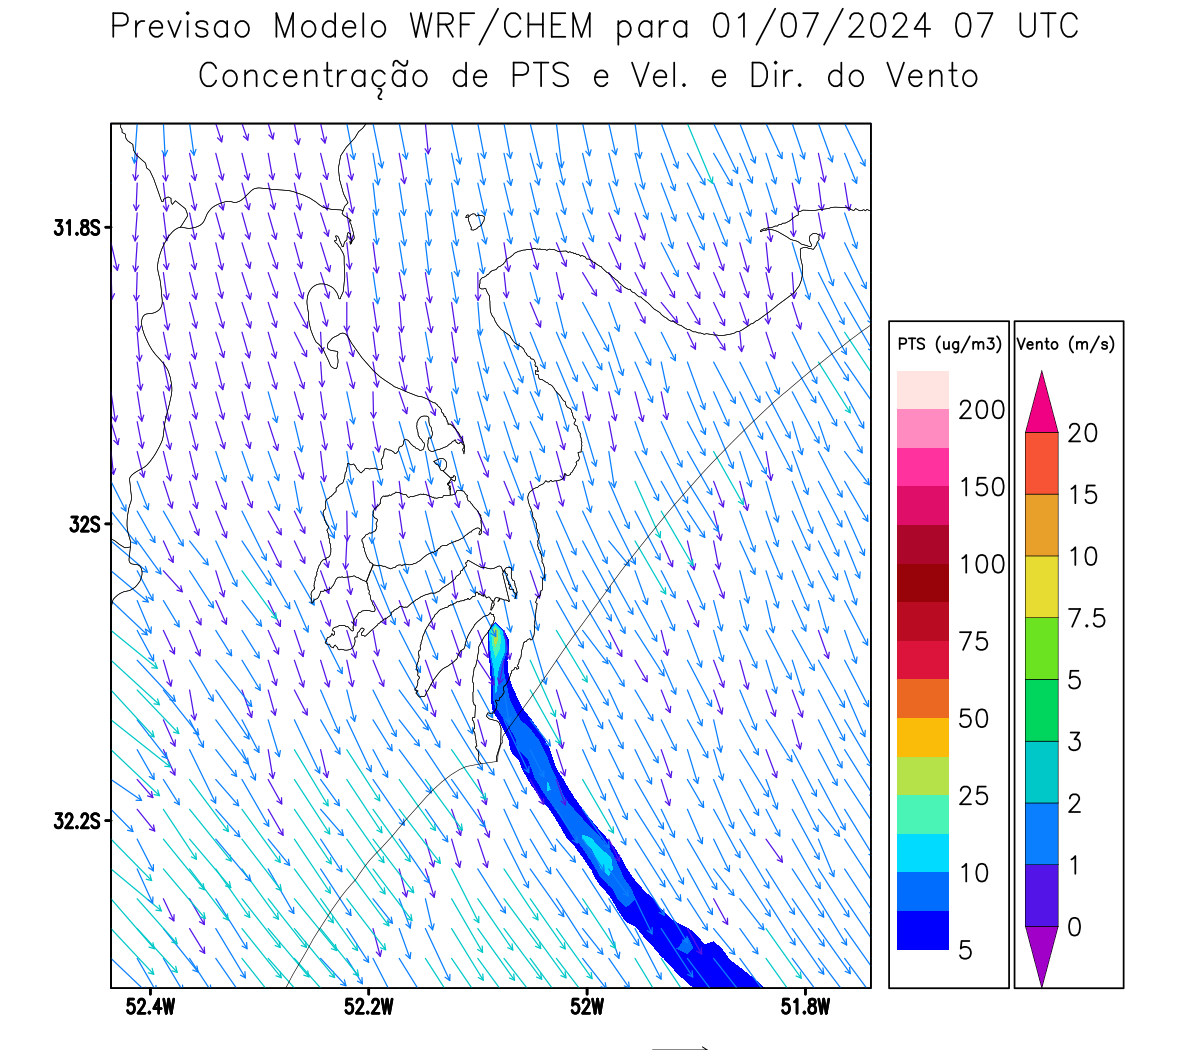 Previsao Modelo WRF/CHEM para 01/07/2024 07 UTC
Concentração de PTS e Vel. e Dir. do Vento
31.8S
32S
32.2S
52.4W
52.2W
52W
51.8W
PTS (ug/m3)
200
150
100
75
50
25
10
5
Vento (m/s)
20
15
10
7.5
5
3
2
1
0